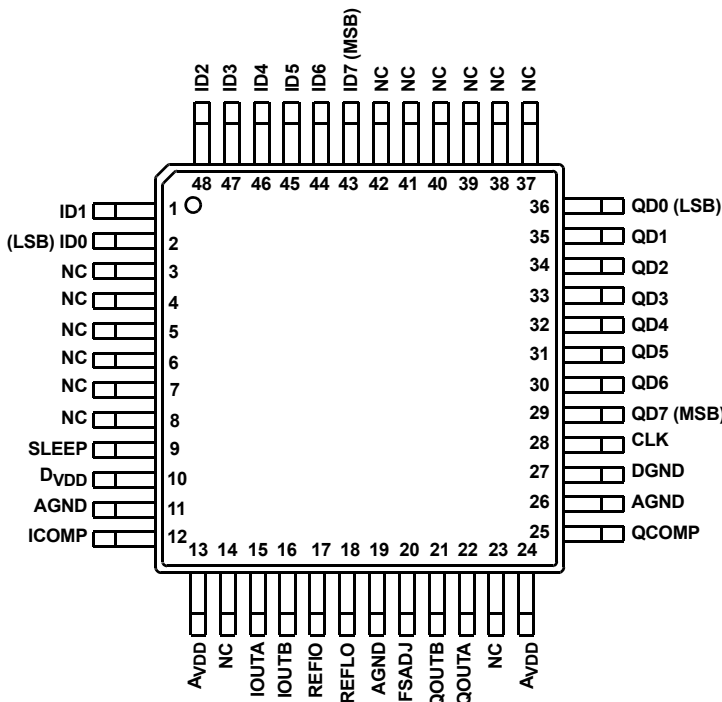 ID2
ID3
ID4
ID5
ID6
ID7 (MSB)
NC
NC
NC
NC
NC
NC
48 47 46 45 44 43 42 41 40 39 38 37
ID1 1 36 QD0 (LSB)
(LSB) ID0 2 35 QD1
NC 3 34 QD2
NC 4 33 QD3
NC 5 32 QD4
NC 6 31 QD5
NC 7 30 QD6
NC 8 29 QD7 (MSB)
SLEEP 9 28 CLK
DVDD 10 27 DGND
AGND 11 26 AGND
ICOMP 12 25 QCOMP
13 14 15 16 17 18 19 20 21 22 23 24
AVDD
NC
IOUTA
IOUTB
REFIO
REFLO
AGND
FSADJ
QOUTB
QOUTA
NC
AVDD